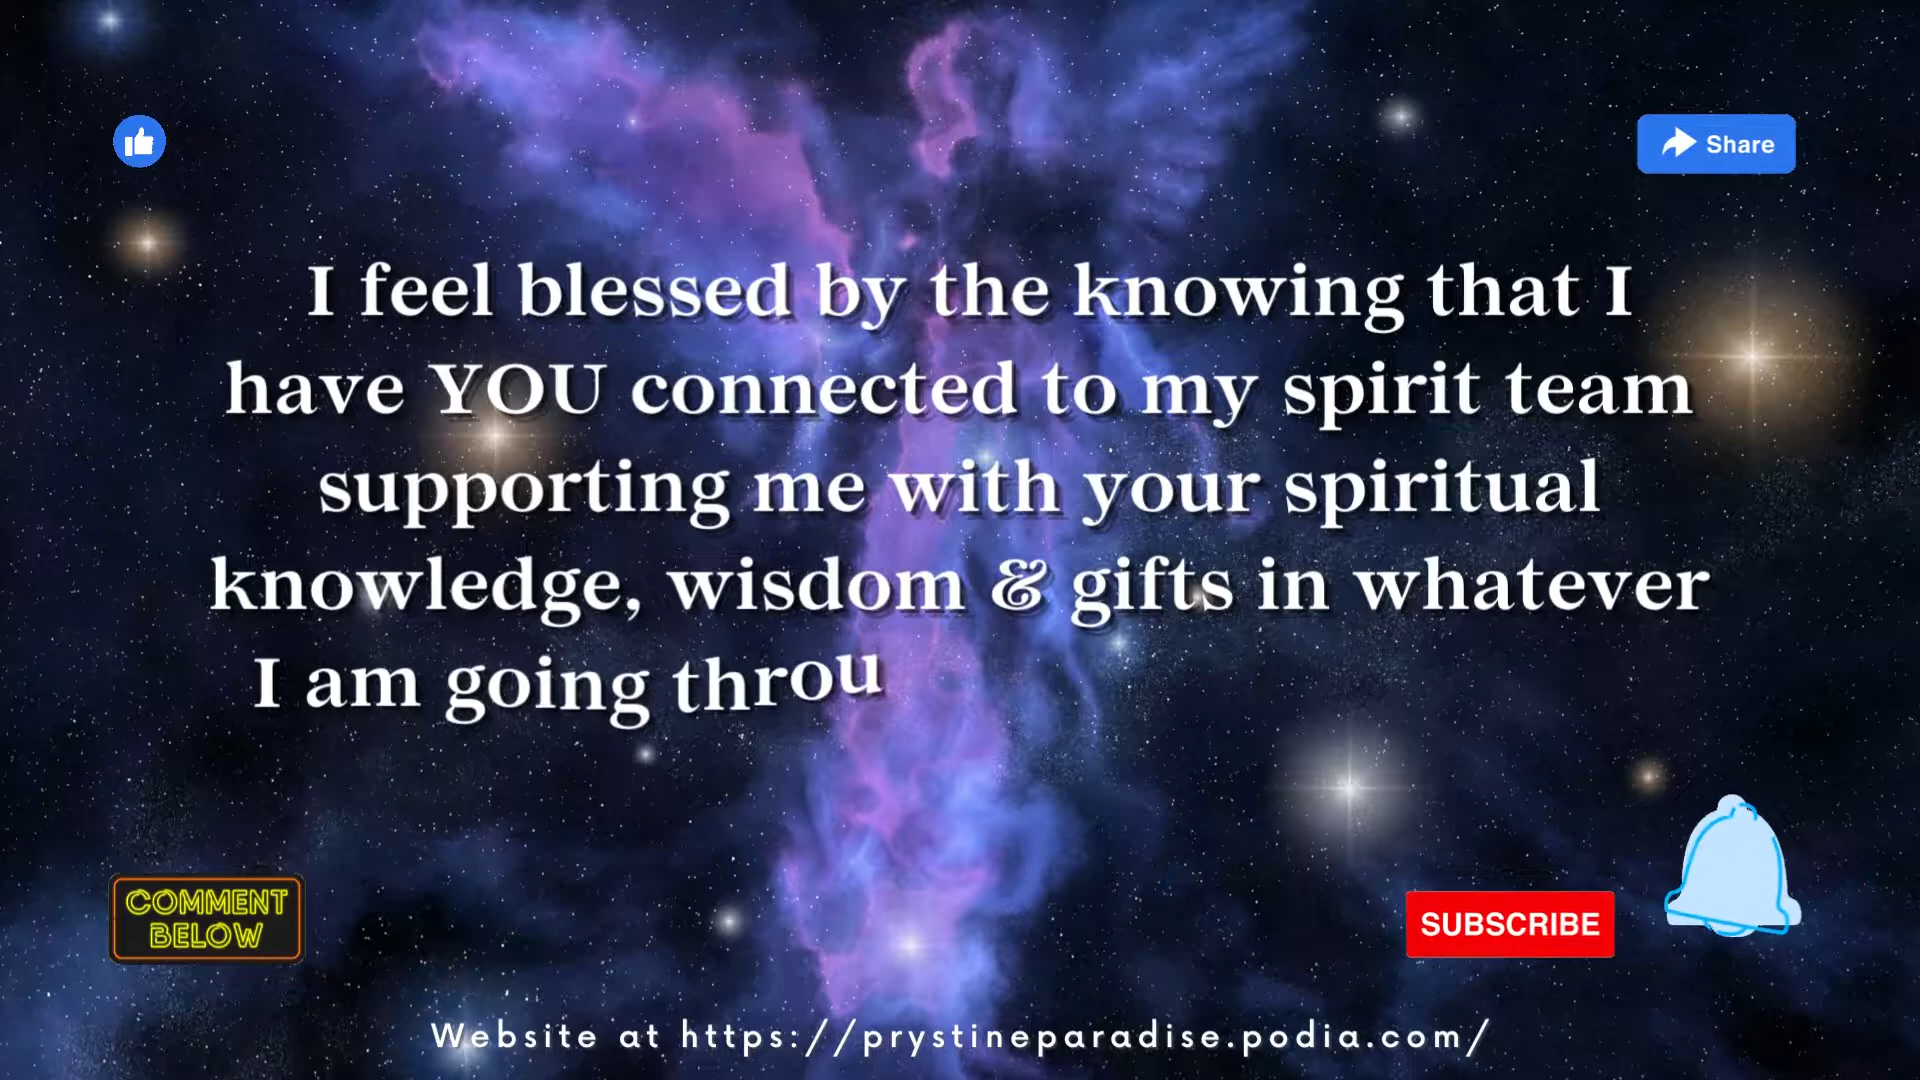 Share
I feel blessed by the knowing that I
have YOU connected to my spirit team
supporting me with your spiritual
knowledge, wisdom & gifts in whatever
I am going throu
COMMENT
BELOW
SUBSCRIBE
Website at https://prystineparadise.podia.com/